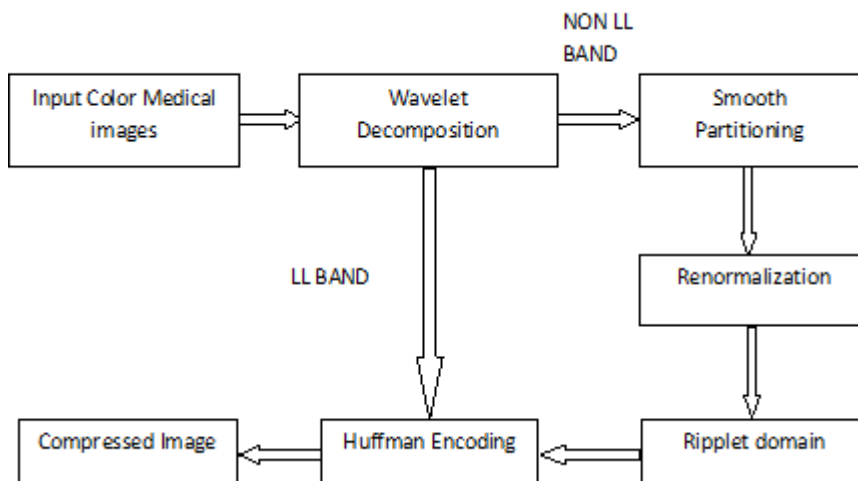 NON LL
BAND
Input Color Medical
images
Wavelet
Decomposition
Smooth
Partitioning
LL BAND
Renormalization
Compressed Image
Huffman Encoding
Ripplet domain